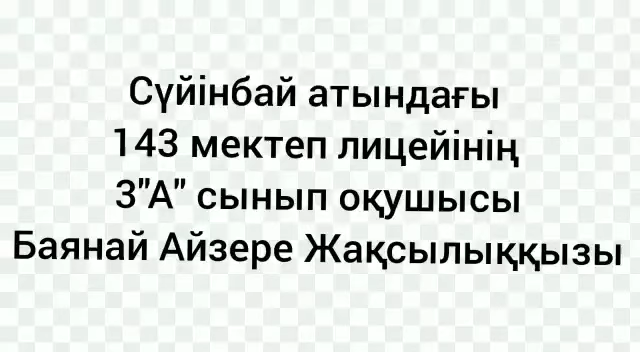 Сүйінбай атындағы
143 мектеп лицейінің
3"А" сынып оқушысы
Баянай Айзере Жақсылыққызы